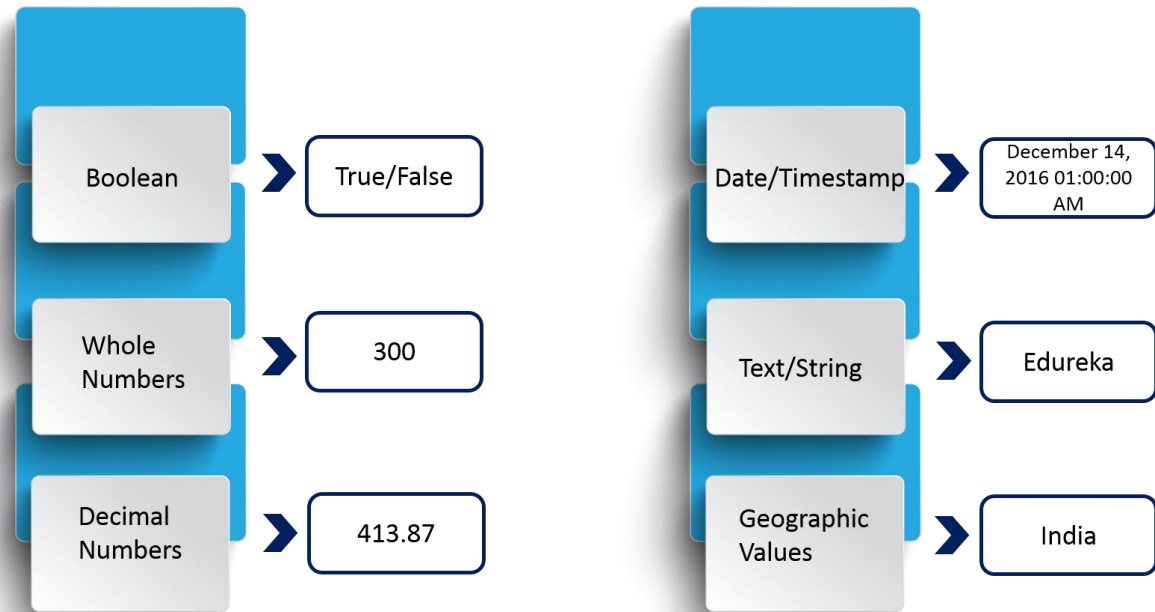 Boolean
True/False
Whole
Numbers
300
Decimal
Numbers
413.87
Date/Timestamp
December 14,
2016 01:00:00
AM
Text/String
Edureka
Geographic
Values
India